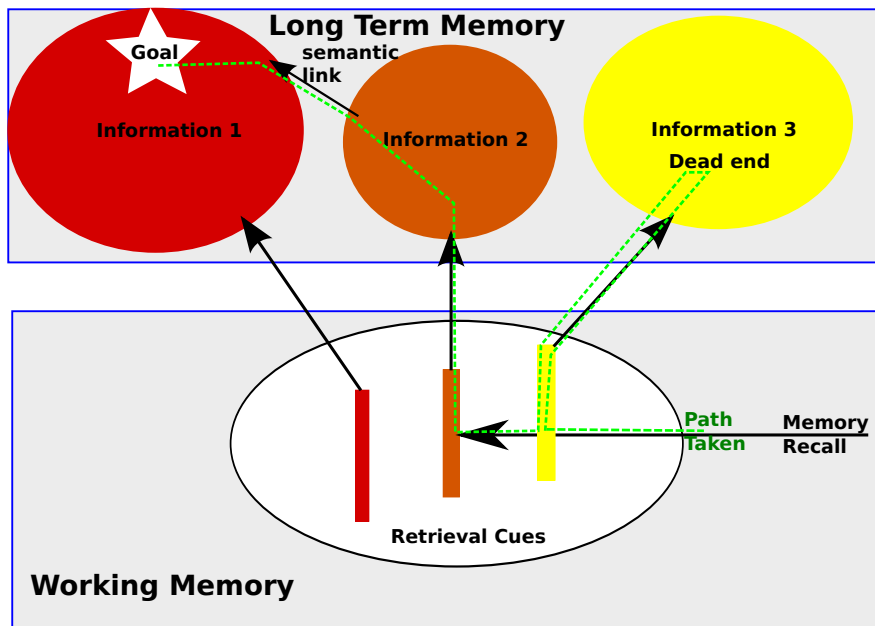 Long Term Memory
Goal
semantic
link
Information 1
Information 2
Information 3
Dead end
Path
Taken
Memory
Recall
Retrieval Cues
Working Memory